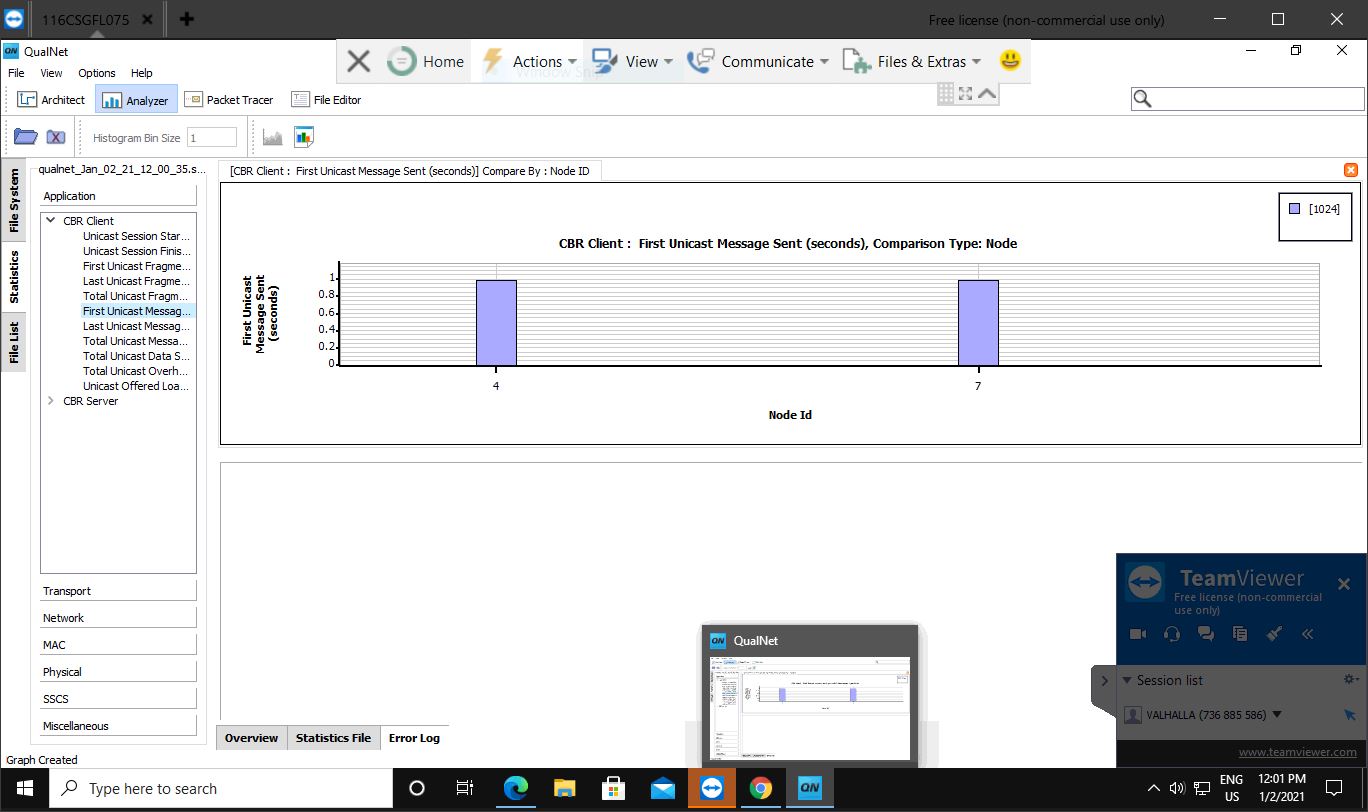 116CSGFL075
Free license (non-commercial use only)
QN QualNet
File View Options Help
Home Actions View Communicate Files & Extras
Architect Analyzer Packet Tracer File Editor
Histogram Bin Size 1
File System
Statistics
File List
qualnet_Jan_02_21_12_00_35.s...
Application
CBR Client
Unicast Session Star...
Unicast Session Finis...
First Unicast Fragme...
Last Unicast Fragme...
Total Unicast Fragm...
First Unicast Messag...
Last Unicast Messag...
Total Unicast Messa...
Total Unicast Data S...
Total Unicast Overh...
Unicast Offered Loa...
CBR Server
Transport
Network
MAC
Physical
SSCS
Miscellaneous
Graph Created
[CBR Client : First Unicast Message Sent (seconds)] Compare By : Node ID
[1024]
CBR Client : First Unicast Message Sent (seconds), Comparison Type: Node
First Unicast
Message Sent
(seconds)
1
0.8
0.6
0.4
0.2
0
4 7
Node Id
Overview Statistics File Error Log
QN QualNet
TeamViewer
Free license (non-commercial
use only)
Session list
VALHALLA (736 885 586)
www.teamviewer.com
Type here to search
QN
ENG
US
12:01 PM
1/2/2021